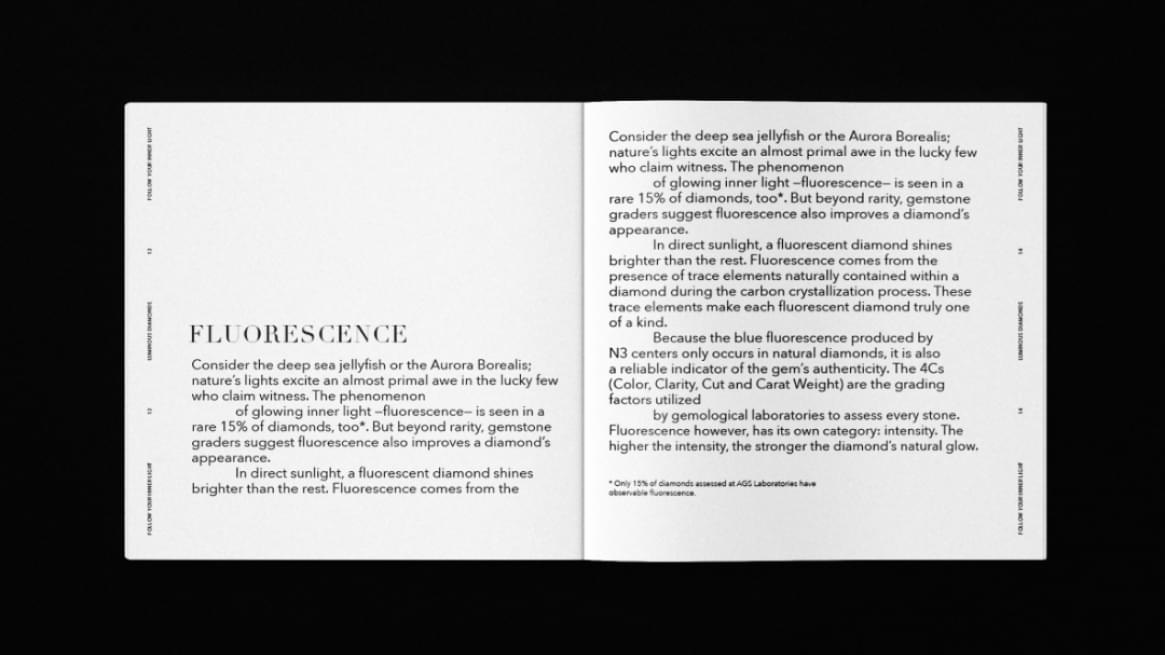 FOLLOW YOUR INNER LIGHT
13
LUMINOUS DIAMONDS
13
FOLLOW YOUR INNER LIGHT
FLUORESCENCE
Consider the deep sea jellyfish or the Aurora Borealis;
nature's lights excite an almost primal awe in the lucky few
who claim witness. The phenomenon
of glowing inner light –fluorescence– is seen in a
rare 15% of diamonds, too*. But beyond rarity, gemstone
graders suggest fluorescence also improves a diamond's
appearance.
In direct sunlight, a fluorescent diamond shines
brighter than the rest. Fluorescence comes from the
Consider the deep sea jellyfish or the Aurora Borealis;
nature's lights excite an almost primal awe in the lucky few
who claim witness. The phenomenon
of glowing inner light –fluorescence– is seen in a
rare 15% of diamonds, too*. But beyond rarity, gemstone
graders suggest fluorescence also improves a diamond's
appearance.
In direct sunlight, a fluorescent diamond shines
brighter than the rest. Fluorescence comes from the
presence of trace elements naturally contained within a
diamond during the carbon crystallization process. These
trace elements make each fluorescent diamond truly one
of a kind.
Because the blue fluorescence produced by
N3 centers only occurs in natural diamonds, it is also
a reliable indicator of the gem's authenticity. The 4Cs
(Color, Clarity, Cut and Carat Weight) are the grading
factors utilized
by gemological laboratories to assess every stone.
Fluorescence however, has its own category: intensity. The
higher the intensity, the stronger the diamond's natural glow.
* Only 15% of diamonds assessed at AGS Laboratories have
observable fluorescence.
FOLLOW YOUR INNER LIGHT
14
LUMINOUS DIAMONDS
14
FOLLOW YOUR INNER LIGHT